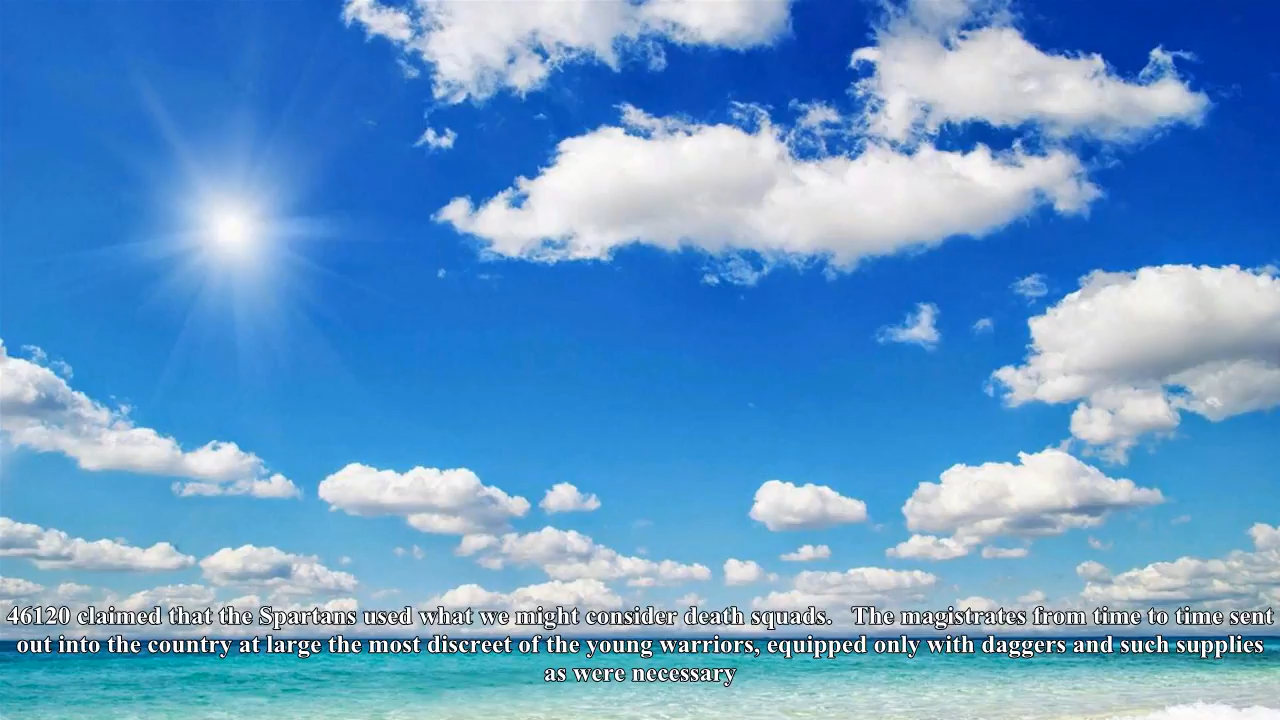 46120 claimed that the Spartans used what we might consider death squads.   The magistrates from time to time sent
out into the country at large the most discreet of the young warriors, equipped only with daggers and such supplies
as were necessary